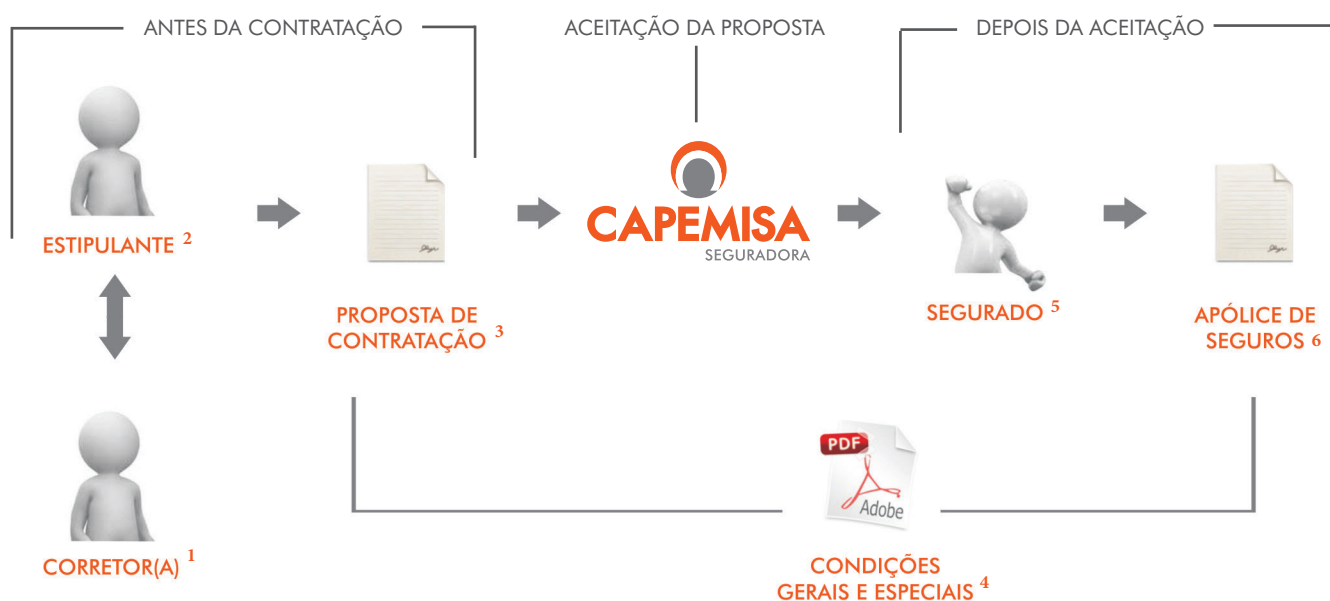 ANTES DA CONTRATAÇÃO
ACEITAÇÃO DA PROPOSTA
DEPOIS DA ACEITAÇÃO
ESTIPULANTE 2
PROPOSTA DE
CONTRATAÇÃO 3
CAPEMISA
SEGURADORA
SEGURADO 5
APÓLICE DE
SEGUROS 6
CORRETOR(A) 1
PDF
Adobe
CONDIÇÕES
GERAIS E ESPECIAIS 4